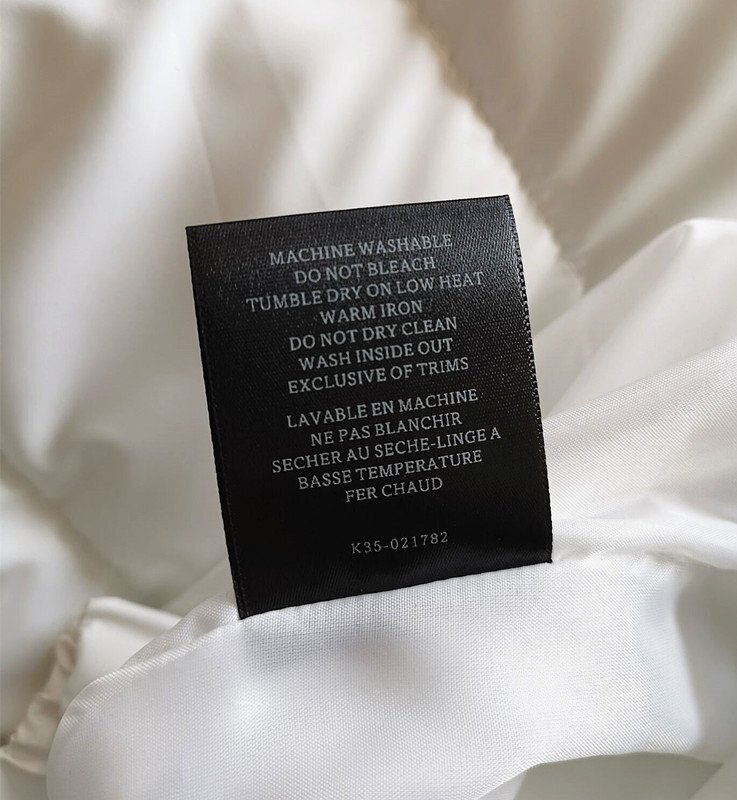 MACHINE WASHABLE
DO NOT BLEACH
TUMBLE DRY ON LOW HEAT
WARM IRON
DO NOT DRY CLEAN
WASH INSIDE OUT
EXCLUSIVE OF TRIMS
LAVABLE EN MACHINE
NE PAS BLANCHIR
SECHER AU SECHE-LINGE A
BASSE TEMPERATURE
FER CHAUD
K35-021782